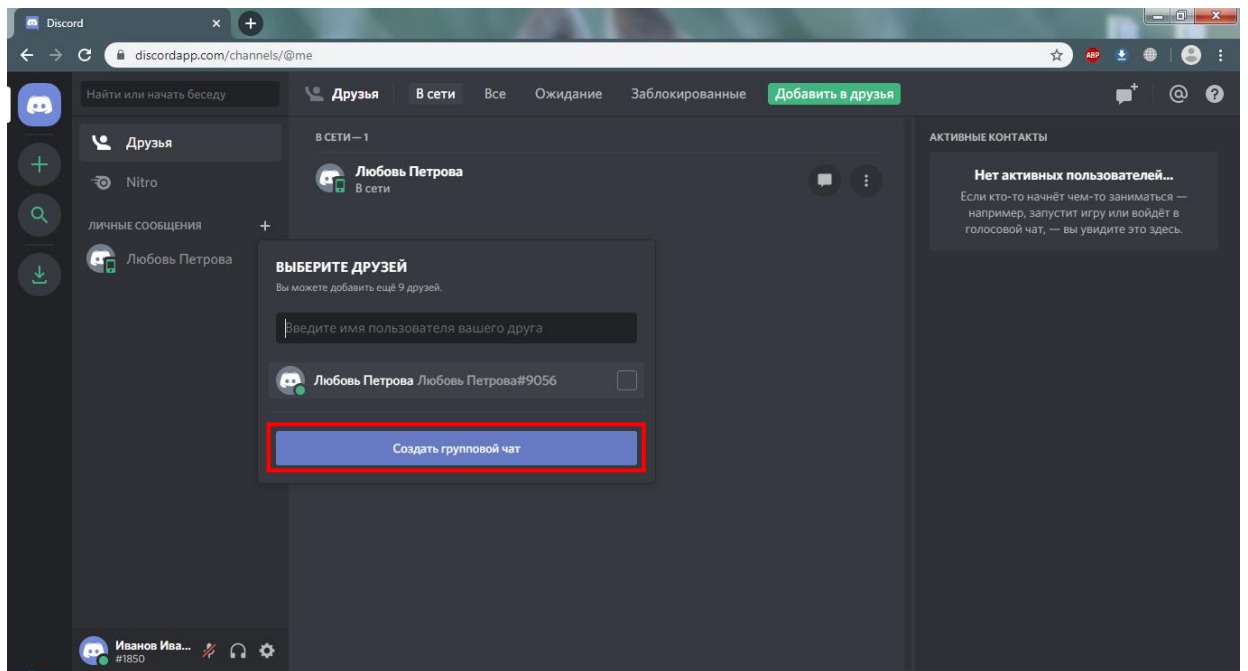 Discord
discordapp.com/channels/@me
ABP
Найти или начать беседу
Друзья
В сети
Все
Ожидание
Заблокированные
Добавить в друзья
Друзья
Nitro
ЛИЧНЫЕ СООБЩЕНИЯ
Любовь Петрова
В СЕТИ—1
Любовь Петрова
В сети
ВЫБЕРИТЕ ДРУЗЕЙ
Вы можете добавить ещё 9 друзей.
Введите имя пользователя вашего друга
Любовь Петрова Любовь Петрова#9056
Создать групповой чат
АКТИВНЫЕ КОНТАКТЫ
Нет активных пользователей...
Если кто-то начнёт чем-то заниматься —
например, запустит игру или войдёт в
голосовой чат, — вы увидите это здесь.
Иванов Ива...
#1850